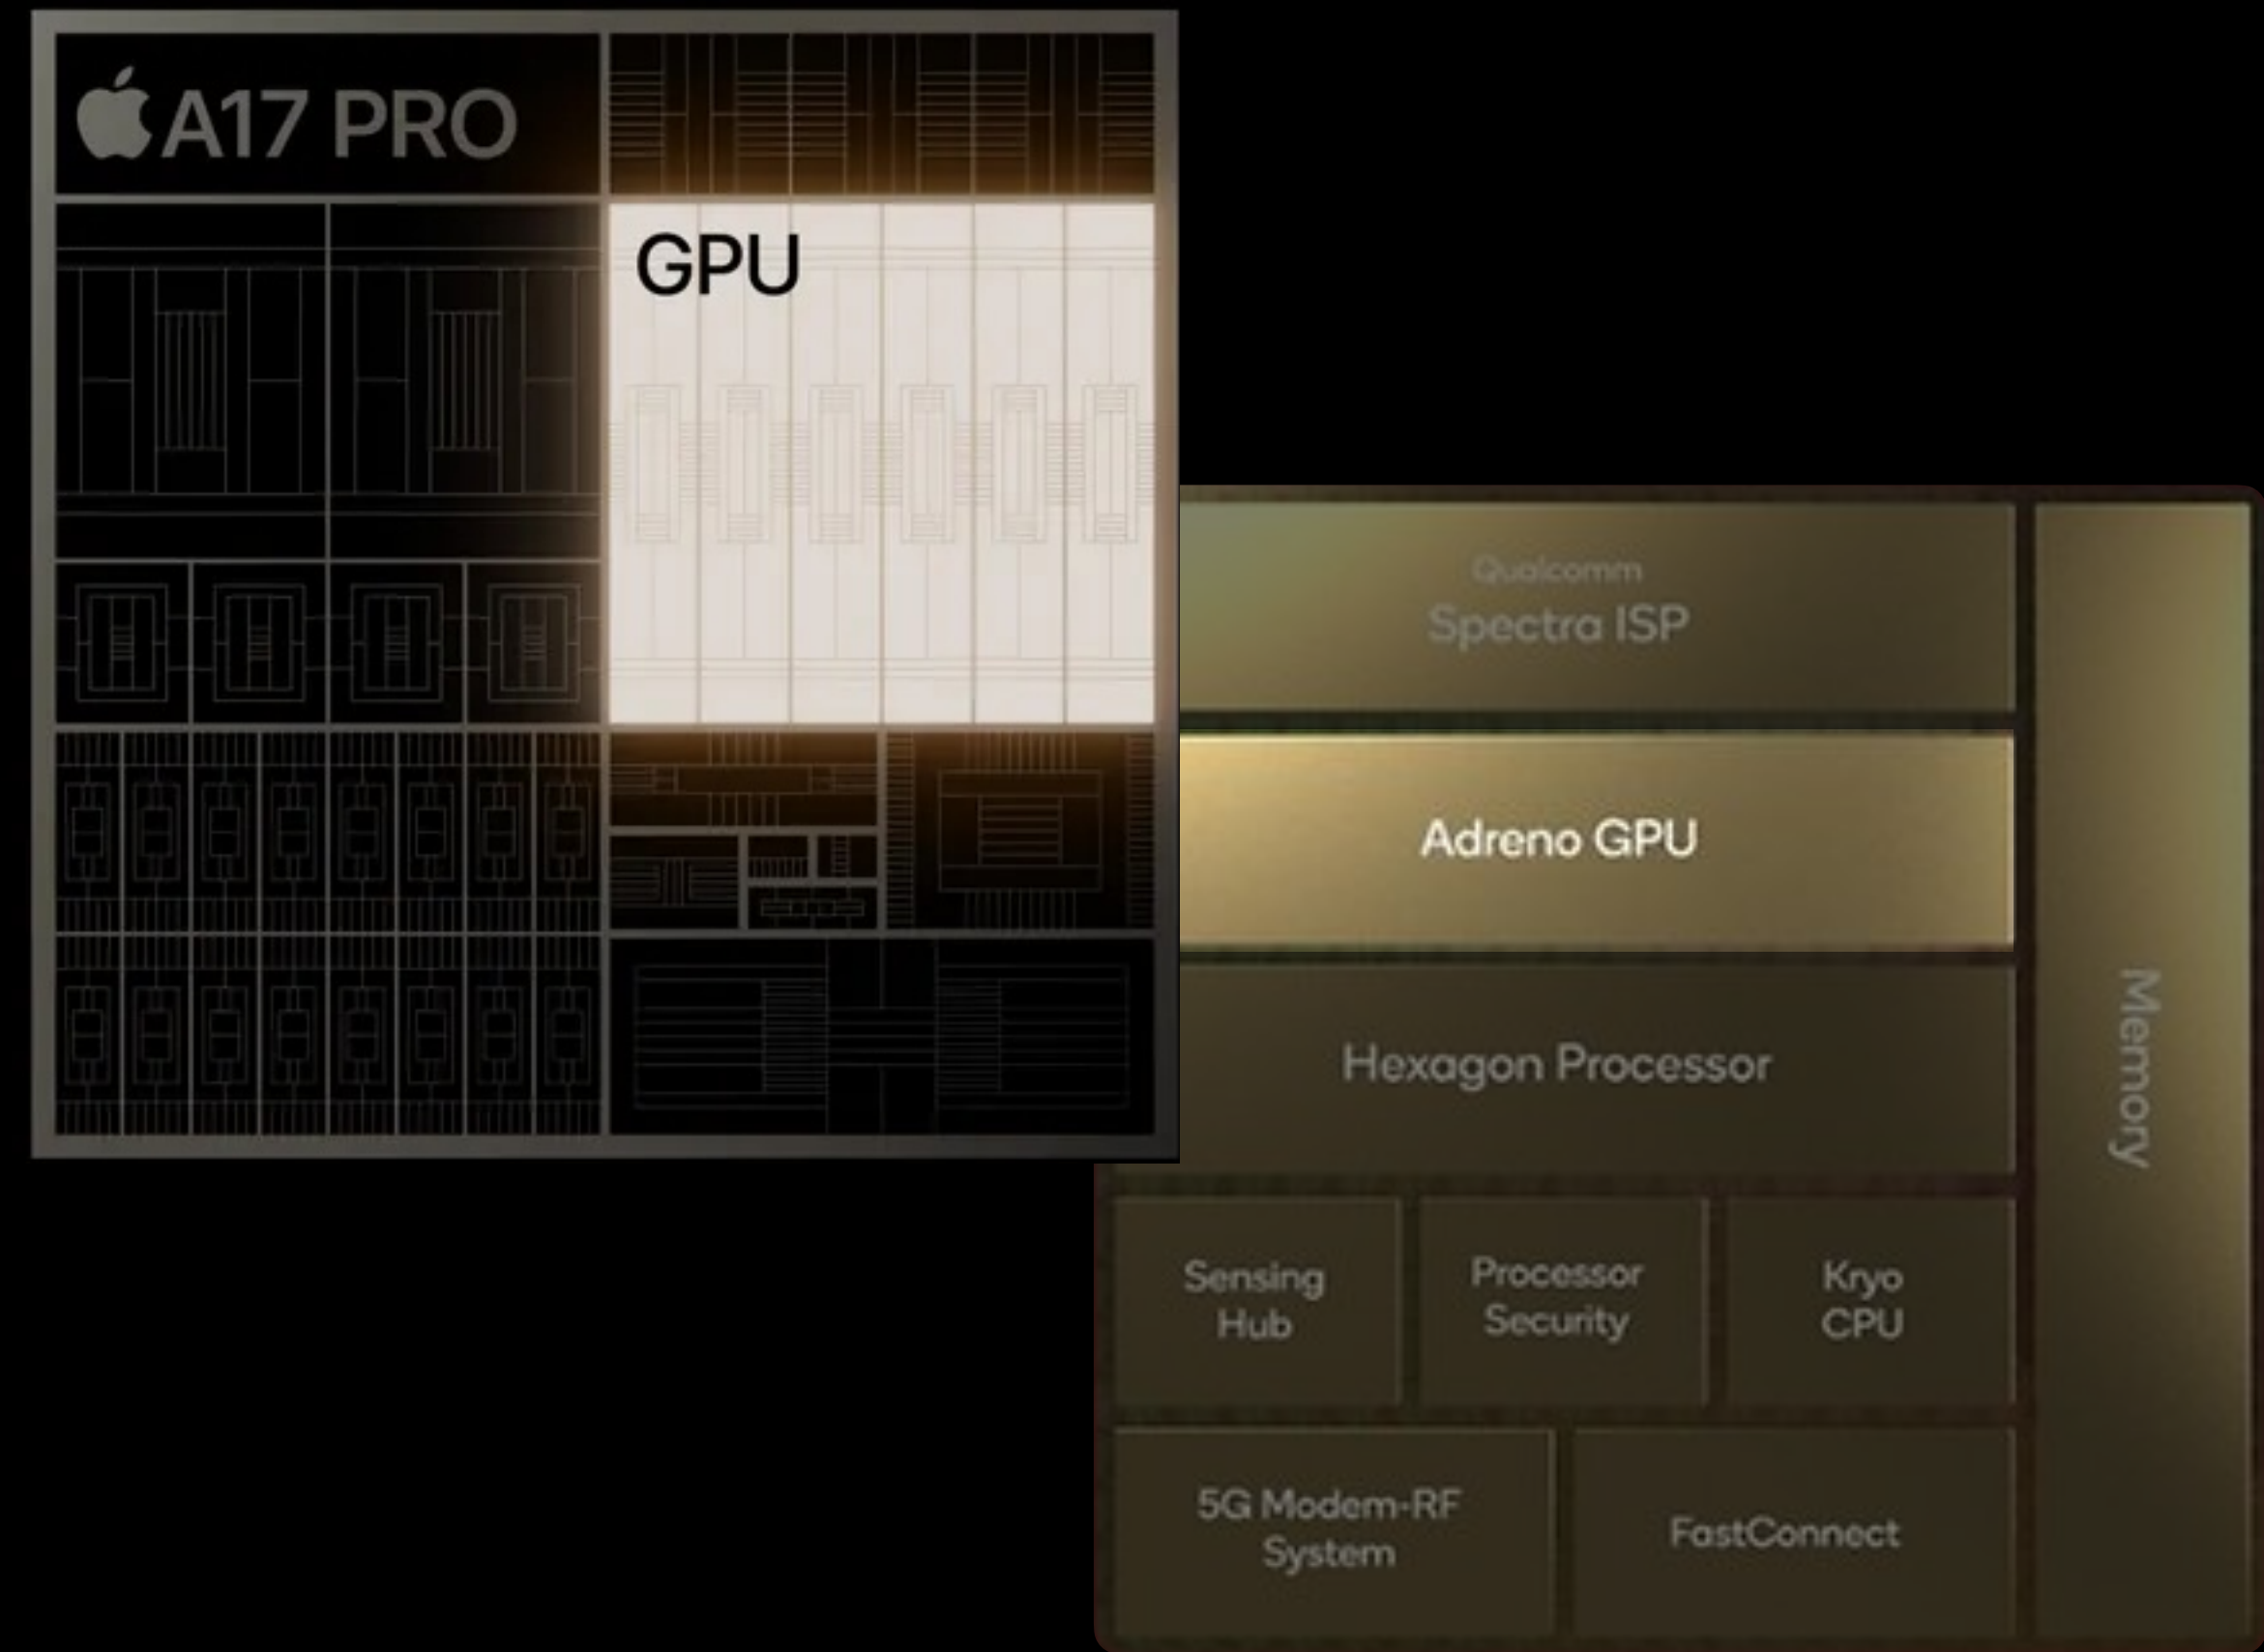 A17 PRO
GPU
Qualcomm
Spectra ISP
Adreno GPU
Hexagon Processor
Memory
Sensing
Hub
Processor
Security
Kryo
CPU
5G Modem-RF
System
FastConnect